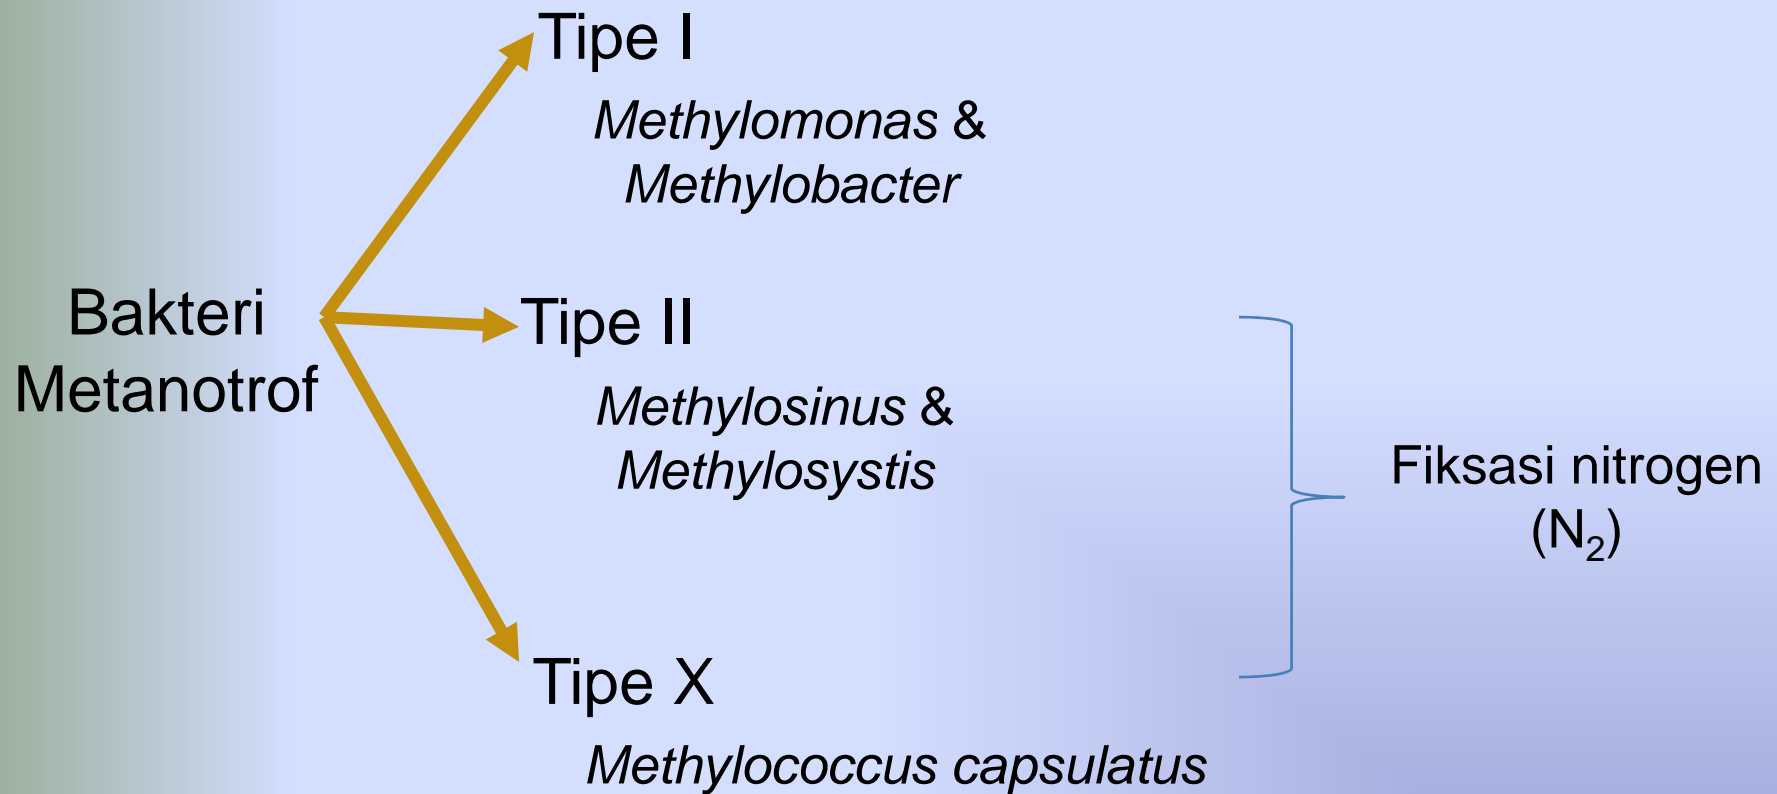 Tipe I
Methylomonas &
Methylobacter
Bakteri
Metanotrof
Tipe II
Methylosinus &
Methylosystis
Fiksasi nitrogen
(N₂)
Tipe X
Methylococcus capsulatus